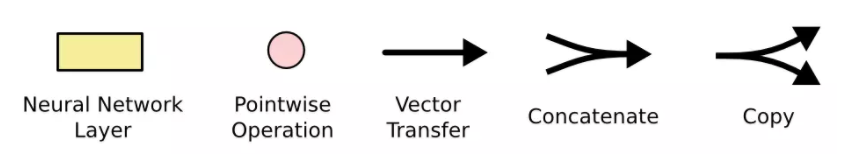 Neural Network
Layer
Pointwise
Operation
Vector
Transfer
Concatenate
Copy